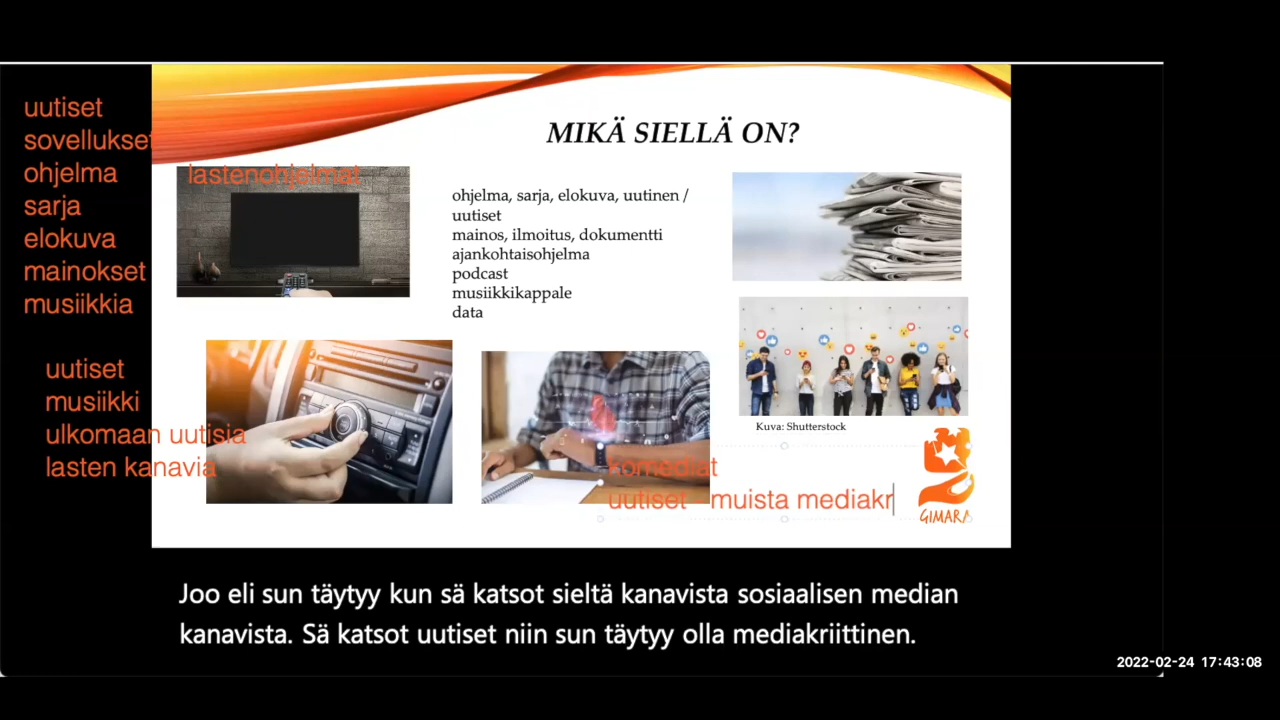 uutiset
sovellukset
ohjelma
sarja
elokuva
mainokset
musiikkia
uutiset
musiikki
ulkomaan uutisia
lasten kanavia
lastenohjelmat
MIKÄ SIELLÄ ON?
ohjelma, sarja, elokuva, uutinen /
uutiset
mainos, ilmoitus, dokumentti
ajankohtaisohjelma
podcast
musiikkikappale
data
Kuva: Shutterstock
komediat
uutiset muista mediakr
GIMARA
Joo eli sun täytyy kun sä katsot sieltä kanavista sosiaalisen median
kanavista. Sä katsot uutiset niin sun täytyy olla mediakriittinen.
2022-02-24 17:43:08